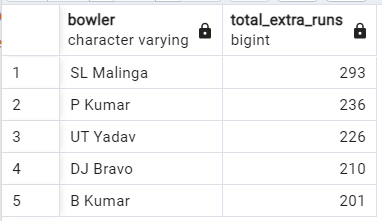 bowler total_extra_runs
character varying bigint
1 SL Malinga 293
2 P Kumar 236
3 UT Yadav 226
4 DJ Bravo 210
5 B Kumar 201